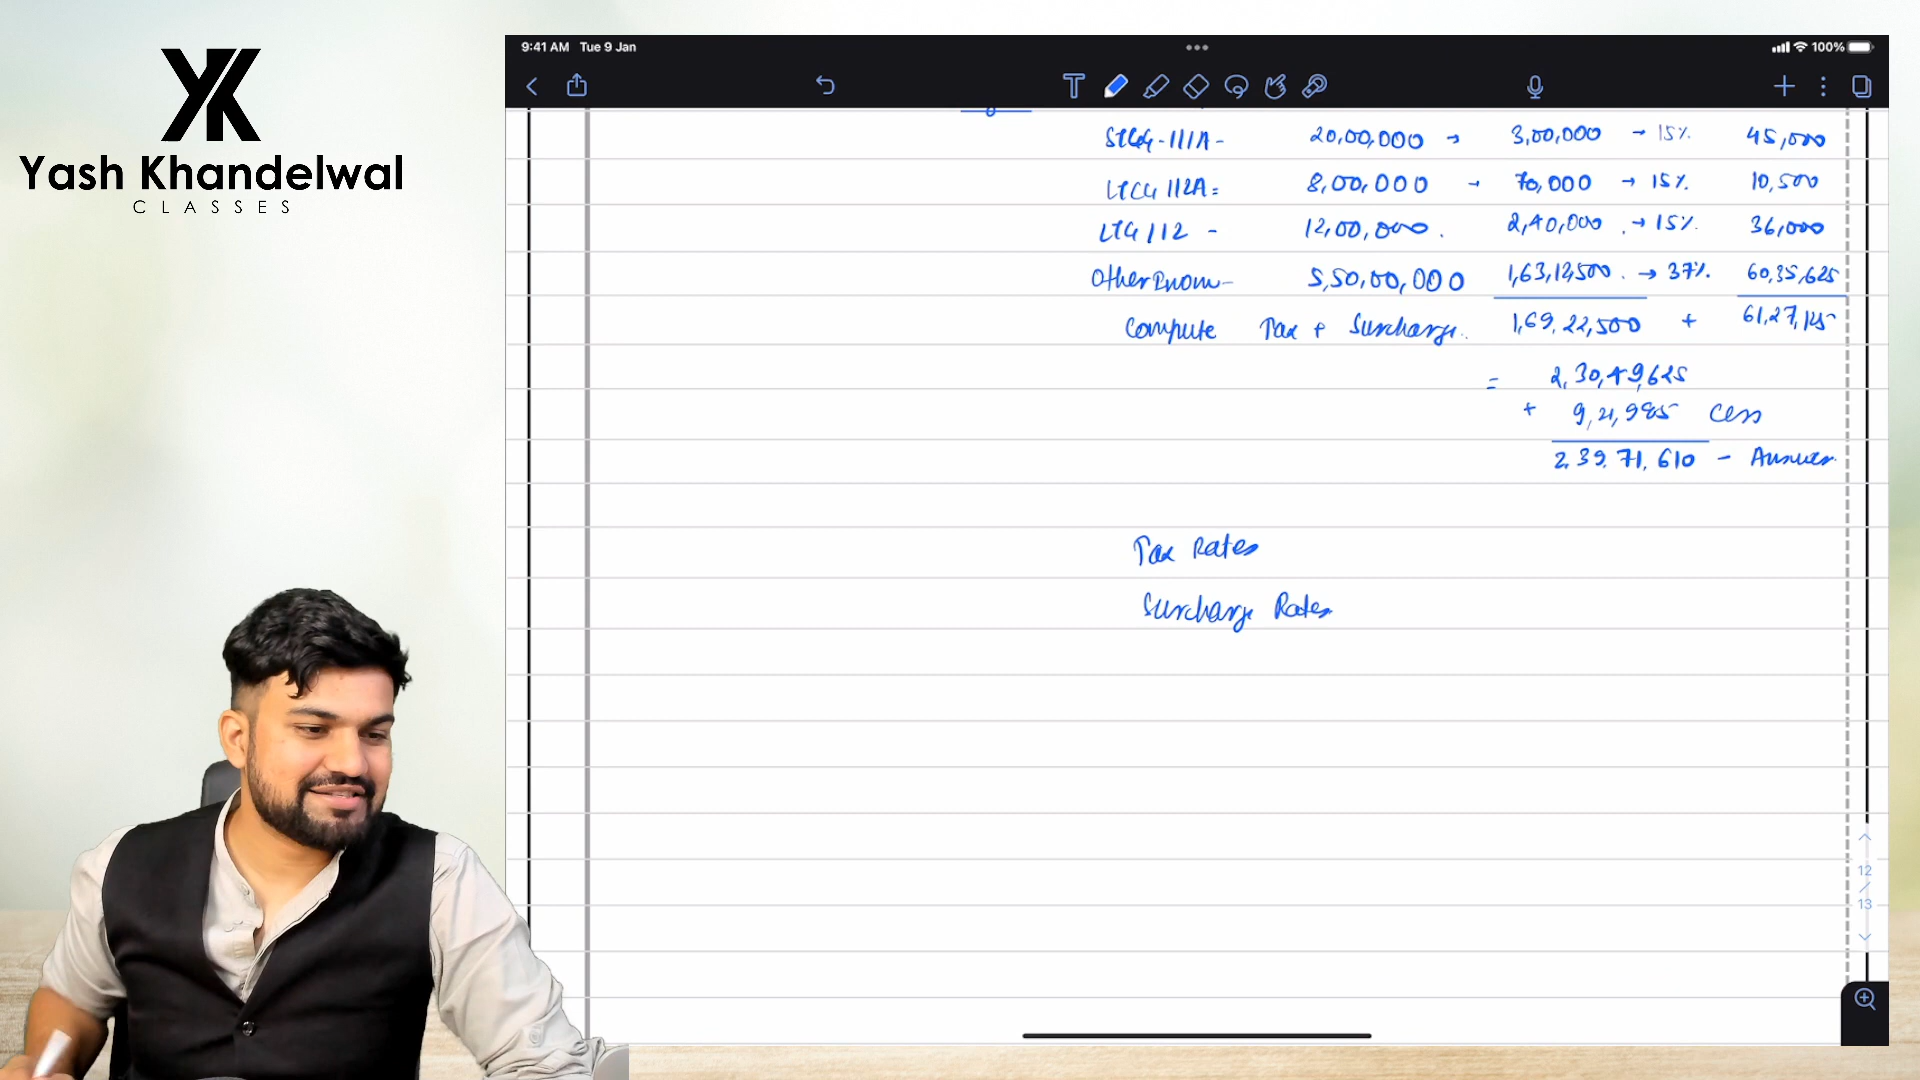 YK
Yash Khandelwal
CLASSES
9:41 AM Tue 9 Jan
100%
STCG-111A - 20,00,000 → 3,00,000 → 15% 45,000
LTCG 112A = 8,00,000 → 70,000 → 15% 10,500
LTCG 112 - 12,00,000. 2,40,000 .→ 15% 36,000
Other Income - 5,50,00,000 1,63,12,500 . → 37% 60,35,625
Compute Tax + Surcharge. 1,69,22,500 + 61,27,125
= 2,30,49,625
+ 9,21,985 Cess
2,39,71,610 - Answer
Tax Rates
Surcharge Rates
12
/
13